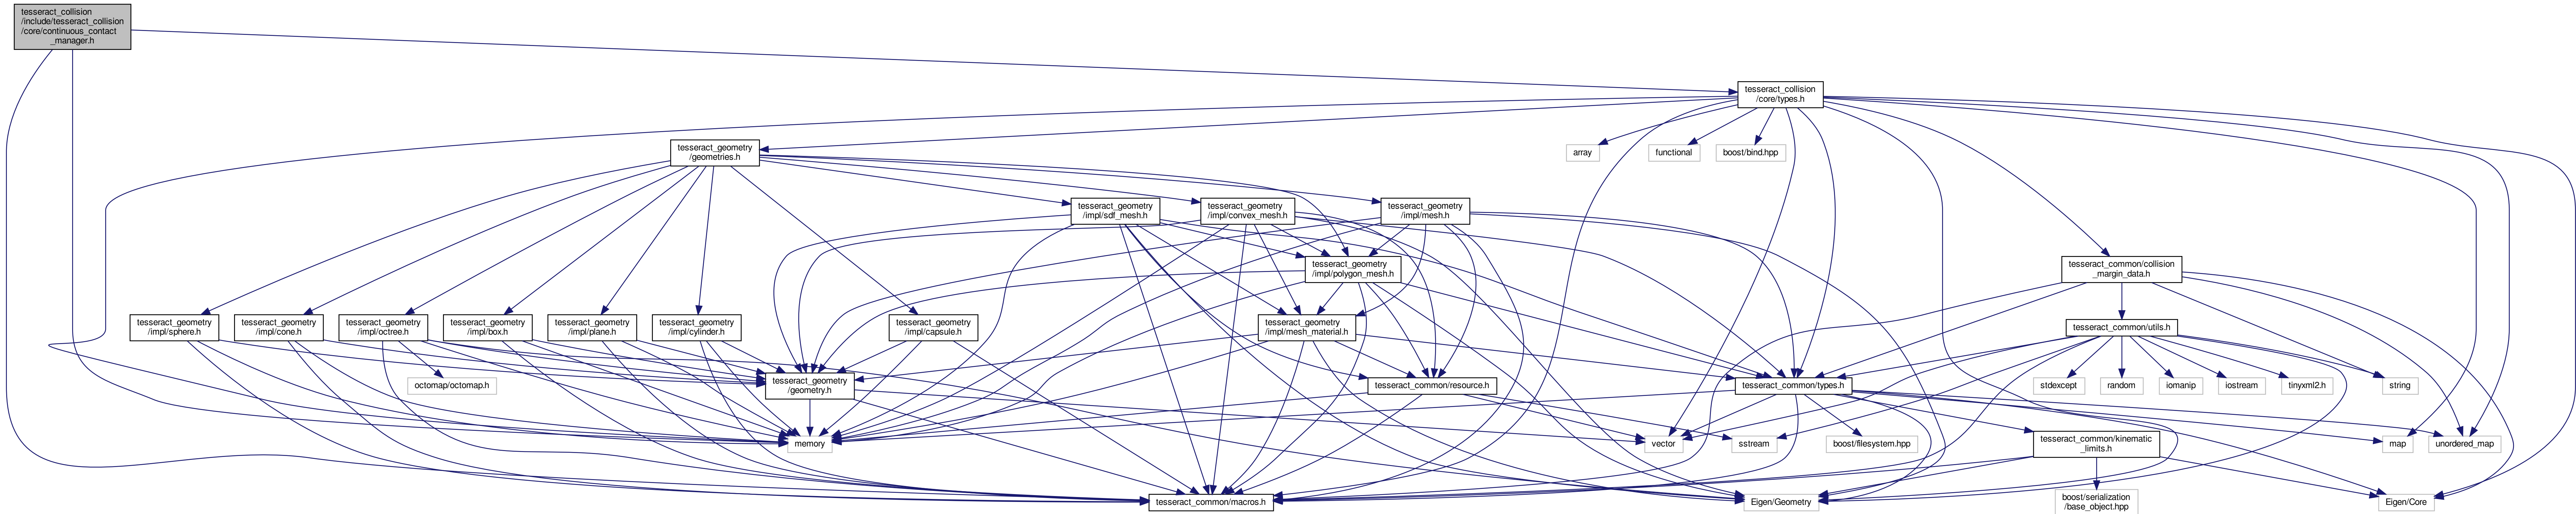 tesseract_collision
/include/tesseract_collision
/core/continuous_contact
_manager.h
tesseract_collision
/core/types.h
tesseract_geometry
/geometries.h
array
functional
boost/bind.hpp
tesseract_geometry
/impl/sdf_mesh.h
tesseract_geometry
/impl/convex_mesh.h
tesseract_geometry
/impl/mesh.h
tesseract_geometry
/impl/polygon_mesh.h
tesseract_common/collision
_margin_data.h
tesseract_geometry
/impl/sphere.h
tesseract_geometry
/impl/cone.h
tesseract_geometry
/impl/octree.h
tesseract_geometry
/impl/box.h
tesseract_geometry
/impl/plane.h
tesseract_geometry
/impl/cylinder.h
tesseract_geometry
/impl/capsule.h
tesseract_geometry
/impl/mesh_material.h
tesseract_common/utils.h
octomap/octomap.h
tesseract_geometry
/geometry.h
tesseract_common/resource.h
tesseract_common/types.h
stdexcept
random
iomanip
iostream
tinyxml2.h
string
memory
vector
sstream
boost/filesystem.hpp
tesseract_common/kinematic
_limits.h
map
unordered_map
tesseract_common/macros.h
Eigen/Geometry
boost/serialization
/base_object.hpp
Eigen/Core